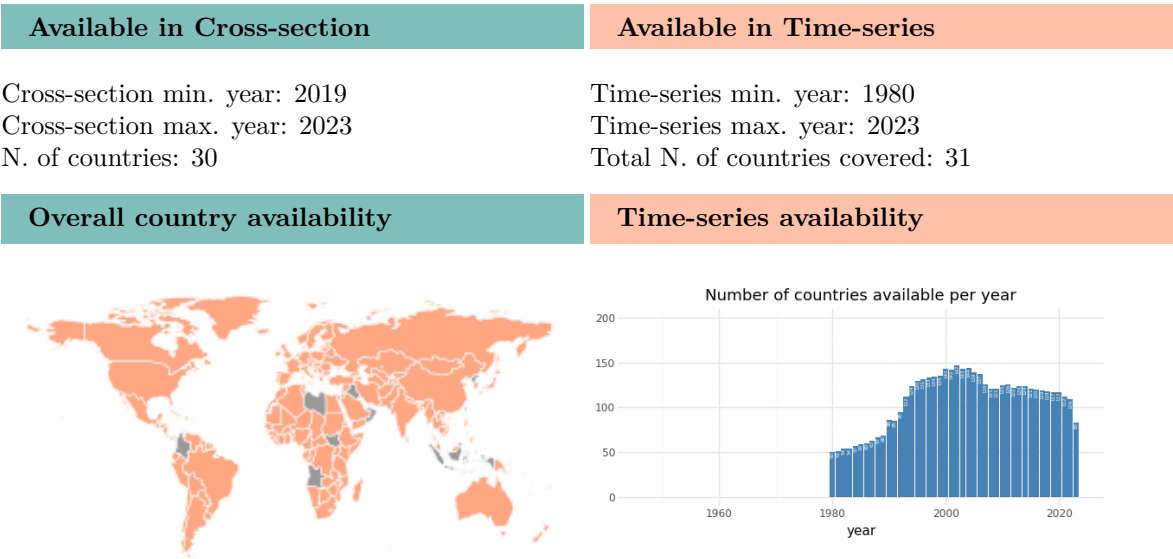 Available in Cross-section
Available in Time-series
Cross-section min. year: 2019
Cross-section max. year: 2023
N. of countries: 30
Time-series min. year: 1980
Time-series max. year: 2023
Total N. of countries covered: 31
Overall country availability
Time-series availability
Number of countries available per year
200
150
100
50
0
1960
1980
2000
2020
year